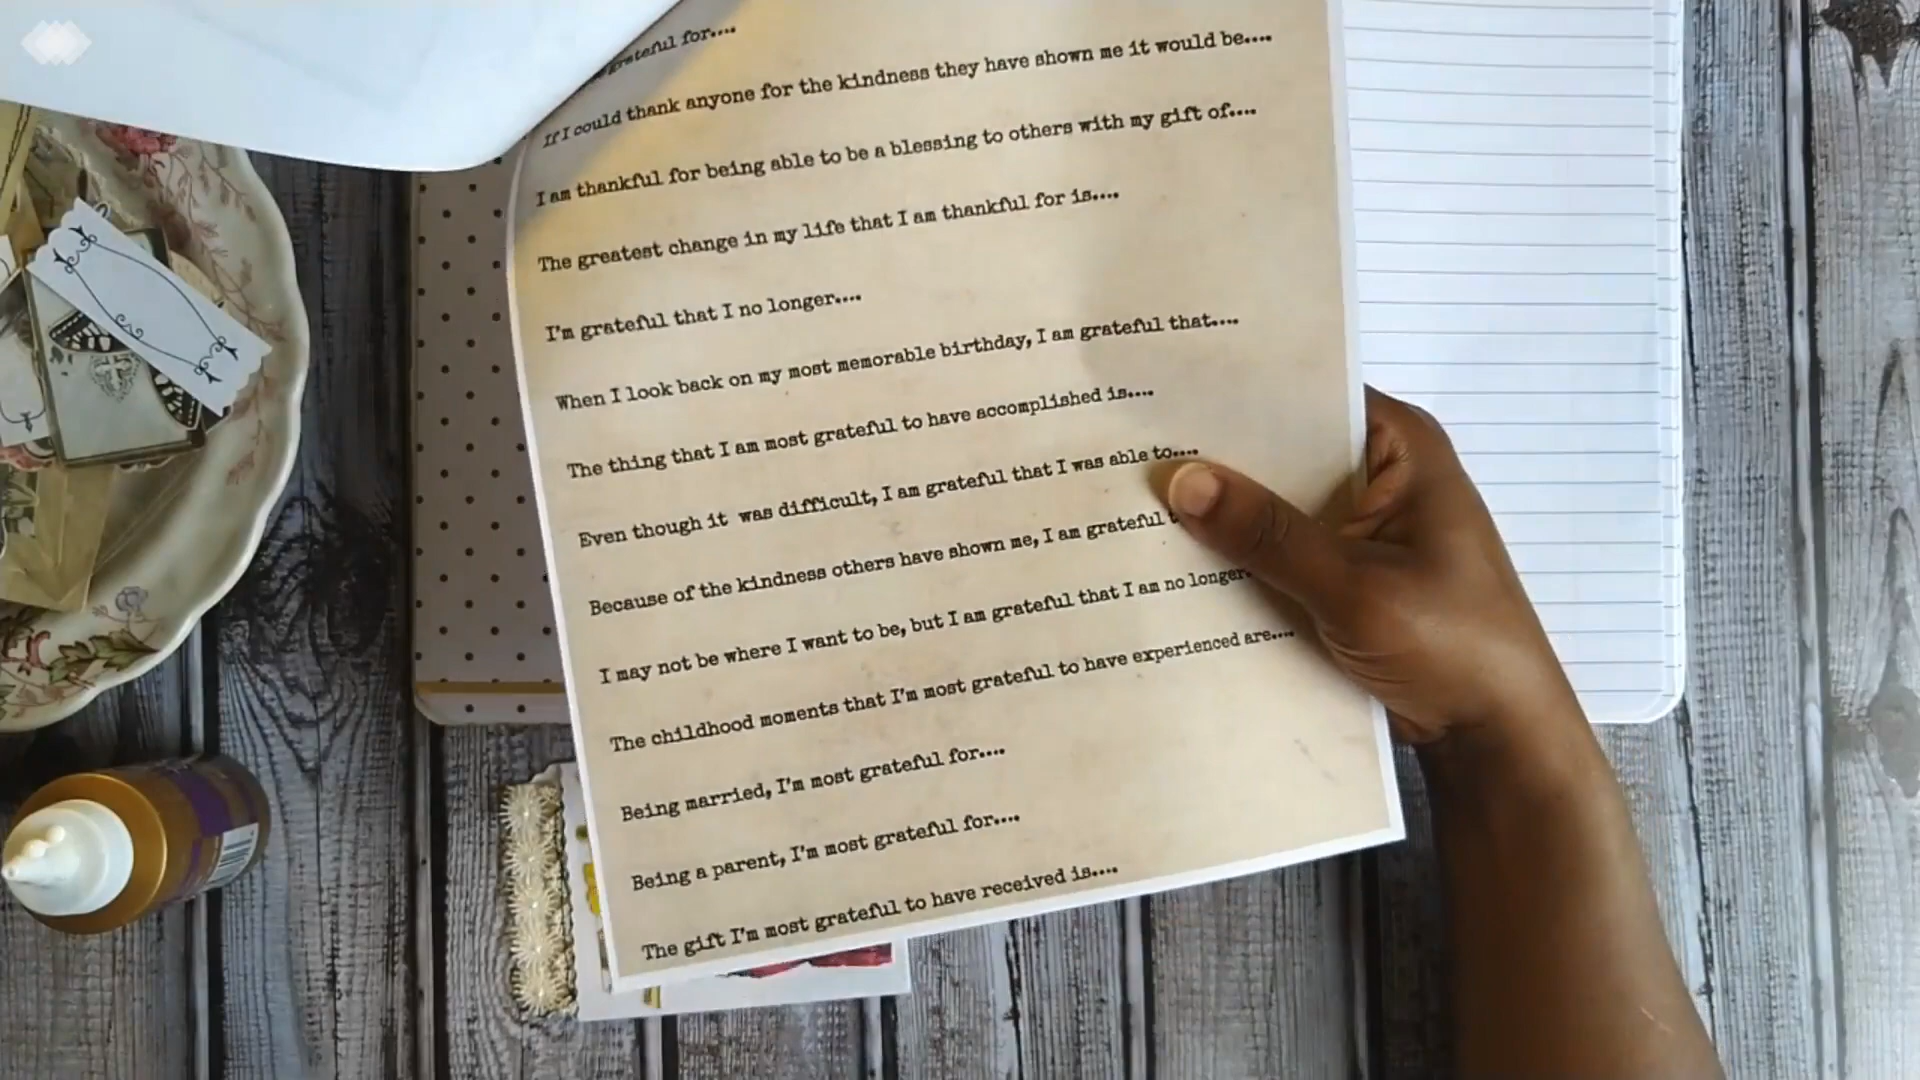 grateful for....
If I could thank anyone for the kindness they have shown me it would be....
I am thankful for being able to be a blessing to others with my gift of....
The greatest change in my life that I am thankful for is....
I'm grateful that I no longer....
When I look back on my most memorable birthday, I am grateful that....
The thing that I am most grateful to have accomplished is....
Even though it was difficult, I am grateful that I was able to....
Because of the kindness others have shown me, I am grateful
I may not be where I want to be, but I am grateful that I am no longer.
The childhood moments that I'm most grateful to have experienced are....
Being married, I'm most grateful for....
Being a parent, I'm most grateful for....
The gift I'm most grateful to have received is....